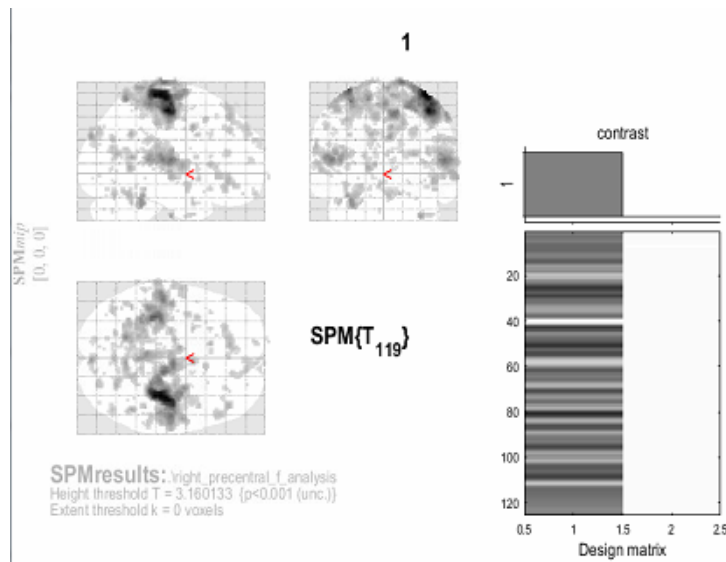 1
contrast
1
SPMmip
[0, 0, 0]
<
<
<
SPM{T119}
20
40
60
80
100
120
0.5 1 1.5 2 2.5
Design matrix
SPMresults: .\right_precentral_f_analysis
Height threshold T = 3.160133 {p<0.001 (unc.)}
Extent threshold k = 0 voxels